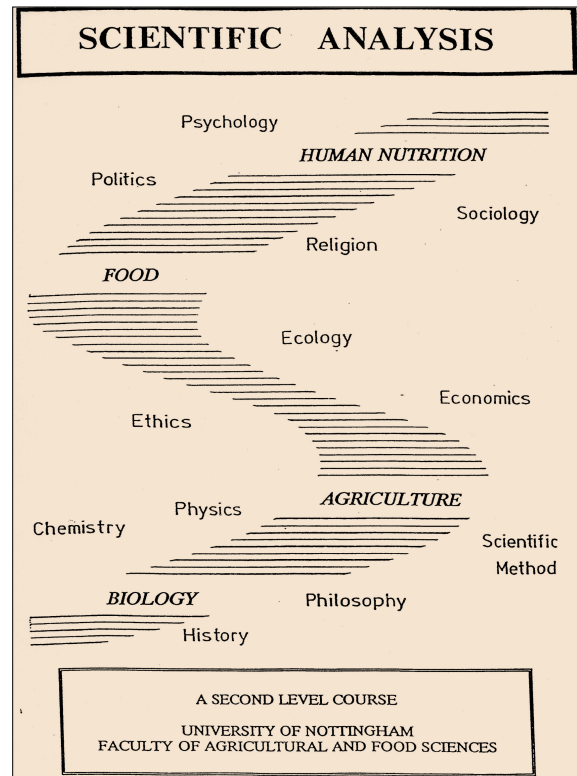 SCIENTIFIC ANALYSIS
Psychology
HUMAN NUTRITION
Politics
Sociology
Religion
FOOD
Ecology
Economics
Ethics
AGRICULTURE
Physics
Chemistry
Scientific
Method
BIOLOGY
Philosophy
History
A SECOND LEVEL COURSE
UNIVERSITY OF NOTTINGHAM
FACULTY OF AGRICULTURAL AND FOOD SCIENCES